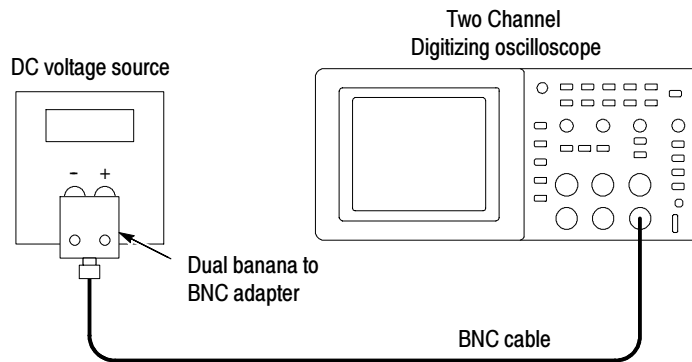 Two Channel
Digitizing oscilloscope
DC voltage source
- +
Dual banana to
BNC adapter
BNC cable